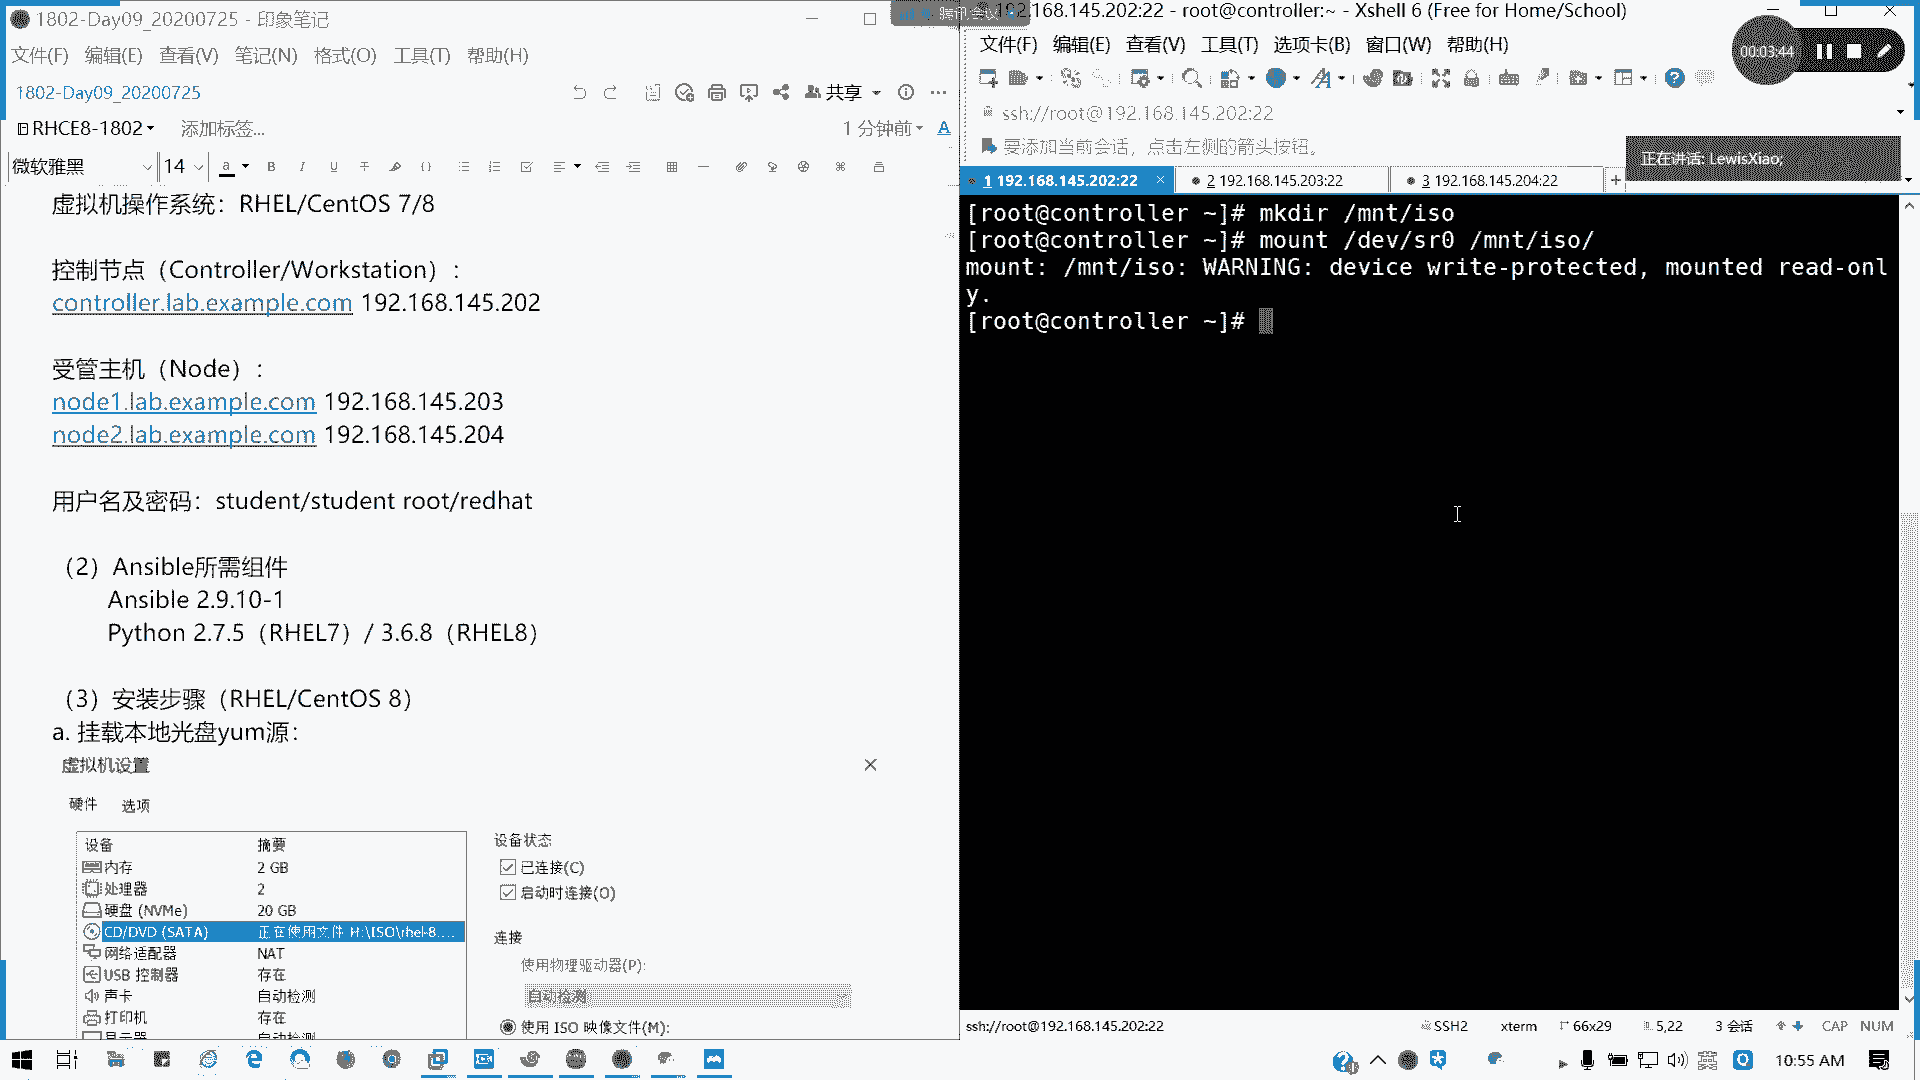 1802-Day09_20200725 - 印象笔记
文件(F) 编辑(E) 查看(V) 笔记(N) 格式(O) 工具(T) 帮助(H)
1802-Day09_20200725
共享
RHCE8-1802 添加标签...
1 分钟前
微软雅黑 14
虚拟机操作系统：RHEL/CentOS 7/8
控制节点（Controller/Workstation）：
controller.lab.example.com 192.168.145.202
受管主机（Node）：
node1.lab.example.com 192.168.145.203
node2.lab.example.com 192.168.145.204
用户名及密码：student/student root/redhat
（2）Ansible所需组件
Ansible 2.9.10-1
Python 2.7.5（RHEL7）/ 3.6.8（RHEL8）
（3）安装步骤（RHEL/CentOS 8）
a. 挂载本地光盘yum源：
虚拟机设置
硬件 选项
设备 摘要
内存 2 GB
处理器 2
硬盘 (NVMe) 20 GB
CD/DVD (SATA) 正在使用文件 H:\ISO\rhel-8....
网络适配器 NAT
USB 控制器 存在
声卡 自动检测
打印机 存在
显示器 自动检测
设备状态
已连接(C)
启动时连接(O)
连接
使用物理驱动器(P):
自动检测
使用 ISO 映像文件(M):
腾讯会议
192.168.145.202:22 - root@controller:~ - Xshell 6 (Free for Home/School)
文件(F) 编辑(E) 查看(V) 工具(T) 选项卡(B) 窗口(W) 帮助(H)
00:03:44
ssh://root@192.168.145.202:22
要添加当前会话，点击左侧的箭头按钮。
正在讲话: LewisXiao;
1 192.168.145.202:22
2 192.168.145.203:22
3 192.168.145.204:22
[root@controller ~]# mkdir /mnt/iso
[root@controller ~]# mount /dev/sr0 /mnt/iso/
mount: /mnt/iso: WARNING: device write-protected, mounted read-onl
y.
[root@controller ~]#
ssh://root@192.168.145.202:22 SSH2 xterm 66x29 5,22 3 会话 CAP NUM
10:55 AM